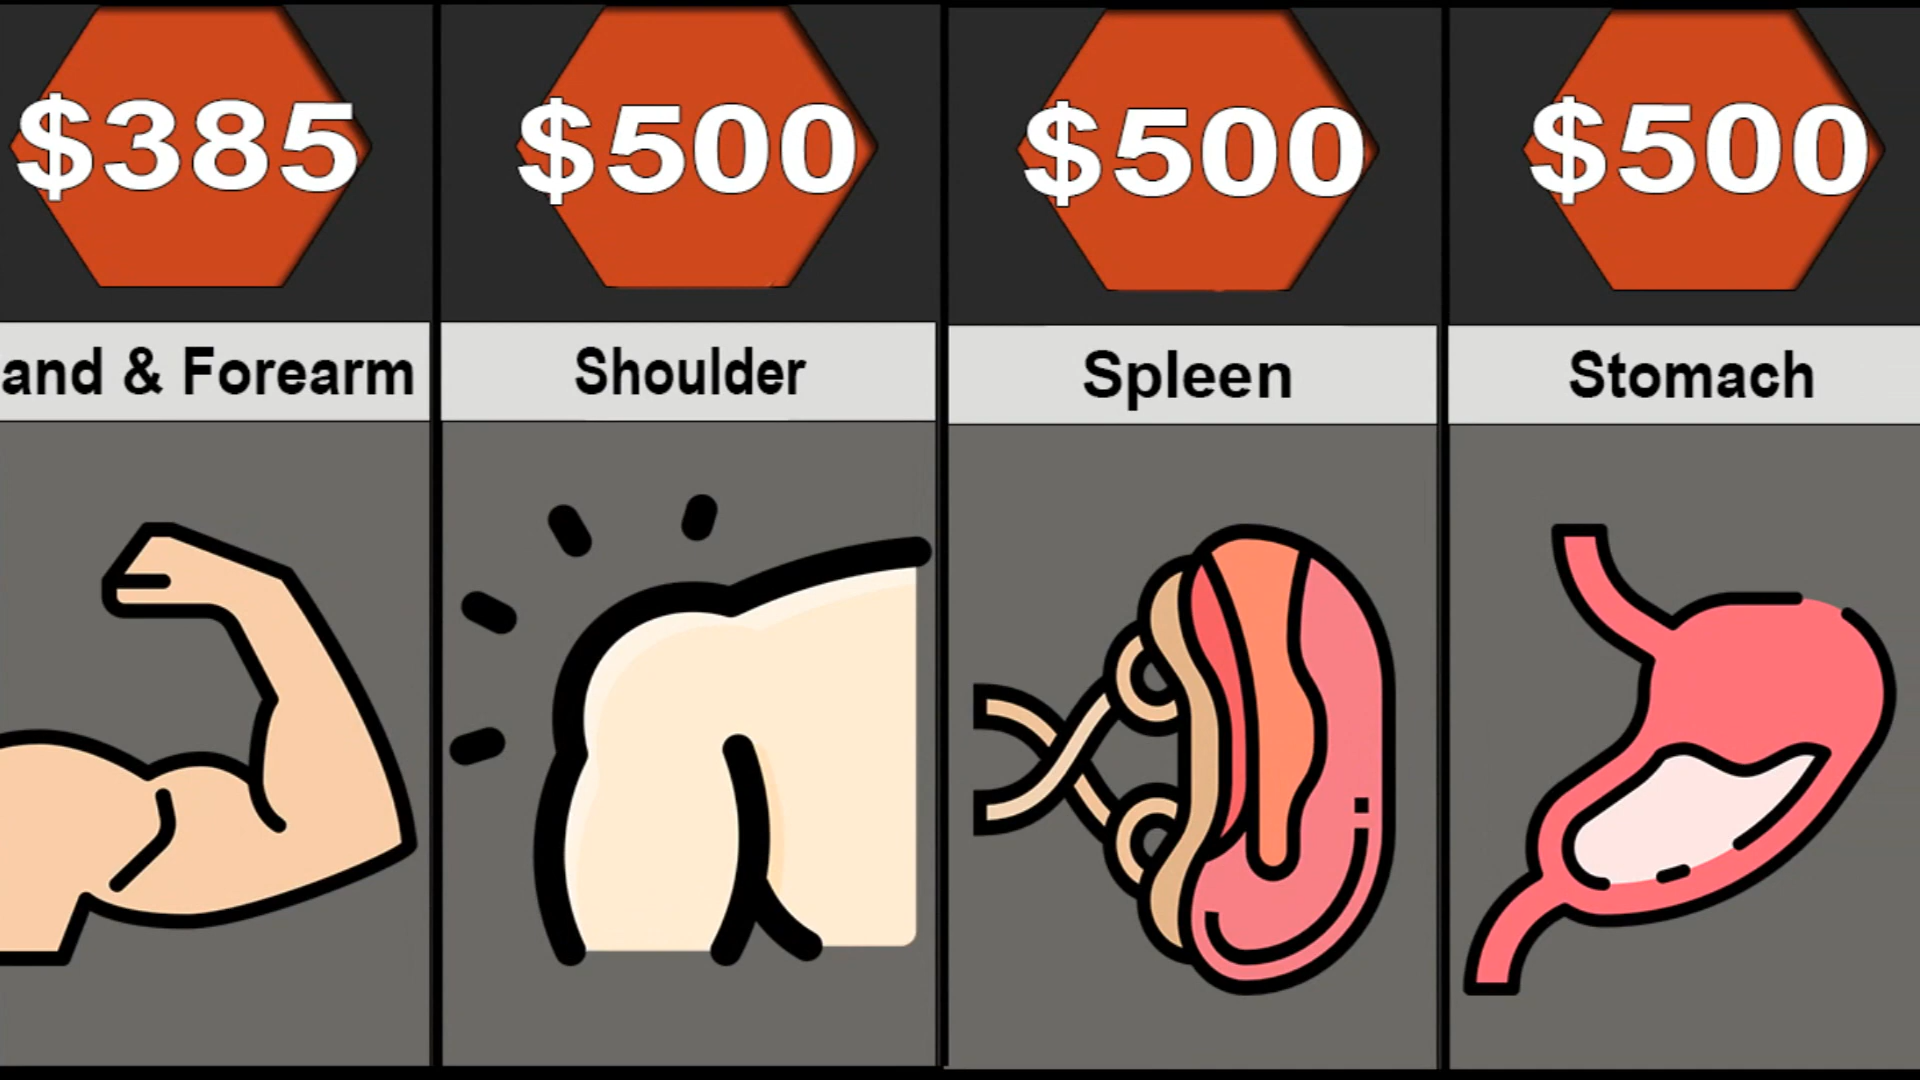 $385
$500
$500
$500
and & Forearm
Shoulder
Spleen
Stomach